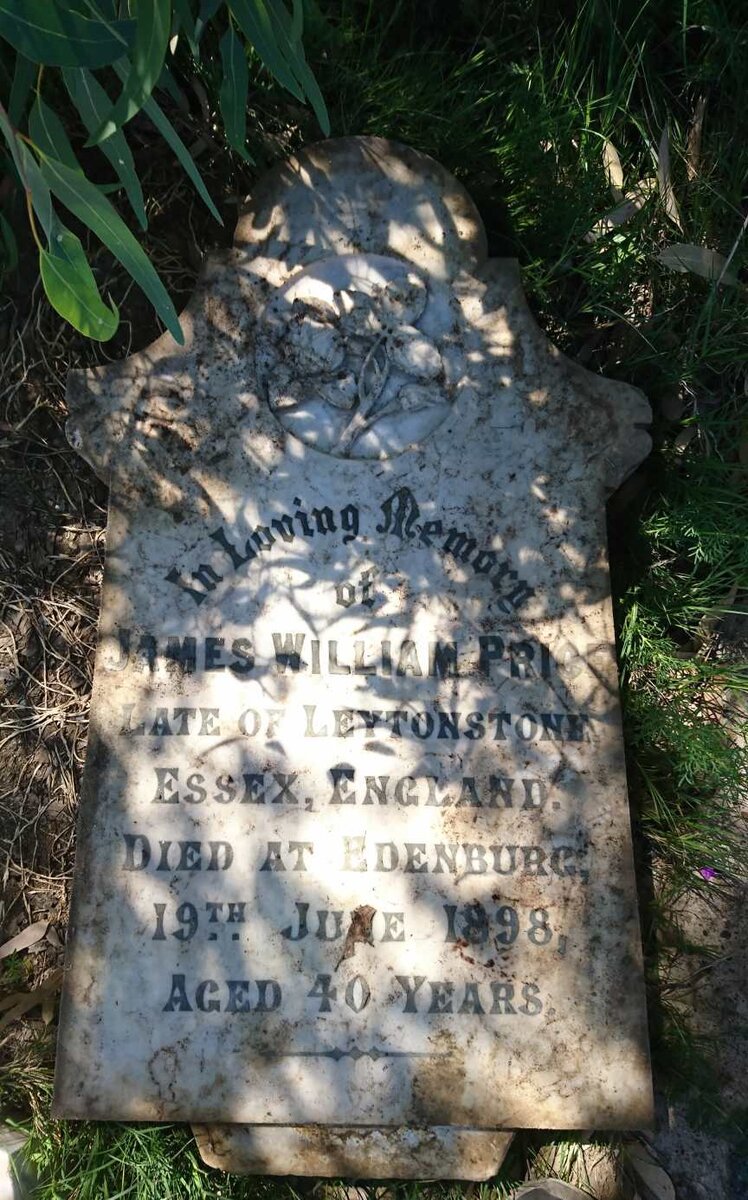 In Loving Memory
of
JAMES WILLIAM PRICE
LATE OF LEYTONSTONE
ESSEX, ENGLAND.
DIED AT EDENBURG,
19TH. JUNE 1898,
AGED 40 YEARS.